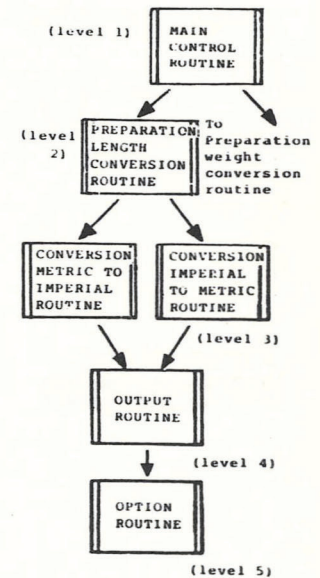 (level 1)
MAIN
CONTROL
ROUTINE
(level
2)
PREPARATION
LENGTH
CONVERSION
ROUTINE
To
Preparation
weight
conversion
routine
CONVERSION
METRIC TO
IMPERIAL
ROUTINE
CONVERSION
IMPERIAL
TO METRIC
ROUTINE
(level 3)
OUTPUT
ROUTINE
(level 4)
OPTION
ROUTINE
(level 5)